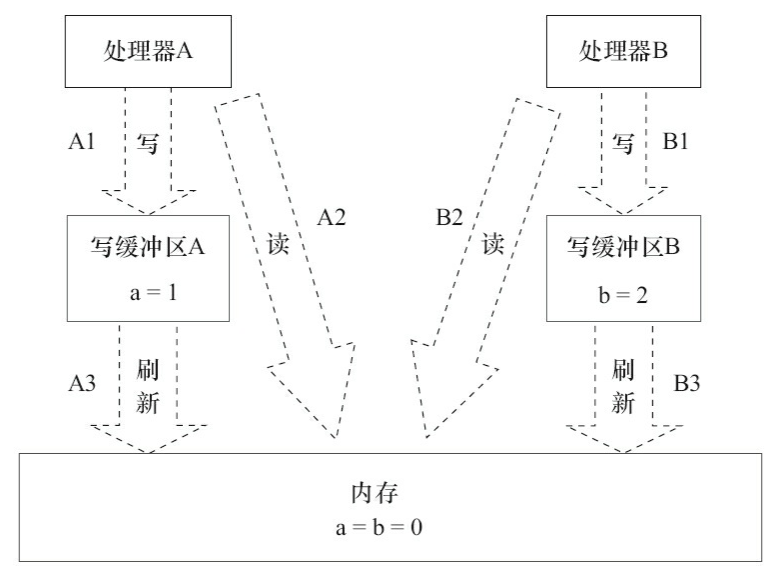 处理器A
处理器B
A1
写
写
B1
A2
B2
读
读
写缓冲区A
a = 1
写缓冲区B
b = 2
A3
刷
新
刷
新
B3
内存
a = b = 0